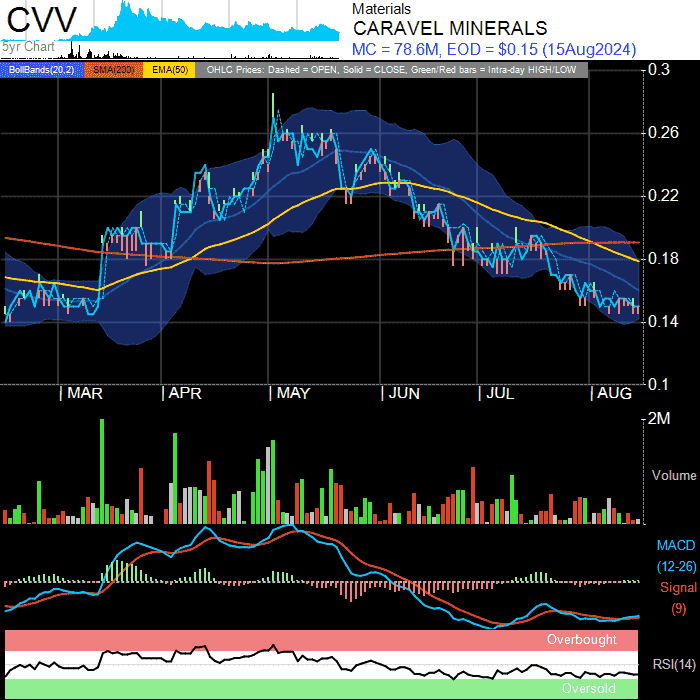 CVV
5yr Chart
Materials
CARAVEL MINERALS
MC = 78.6M, EOD = $0.15 (15Aug2024)
BollBands(20,2) SMA(200) EMA(50) OHLC Prices: Dashed = OPEN, Solid = CLOSE, Green/Red bars = Intra-day HIGH/LOW
0.3
0.26
0.22
0.18
0.14
0.1
MAR APR MAY JUN JUL AUG
2M
Volume
MACD
(12-26)
Signal
(9)
Overbought
RSI(14)
Oversold